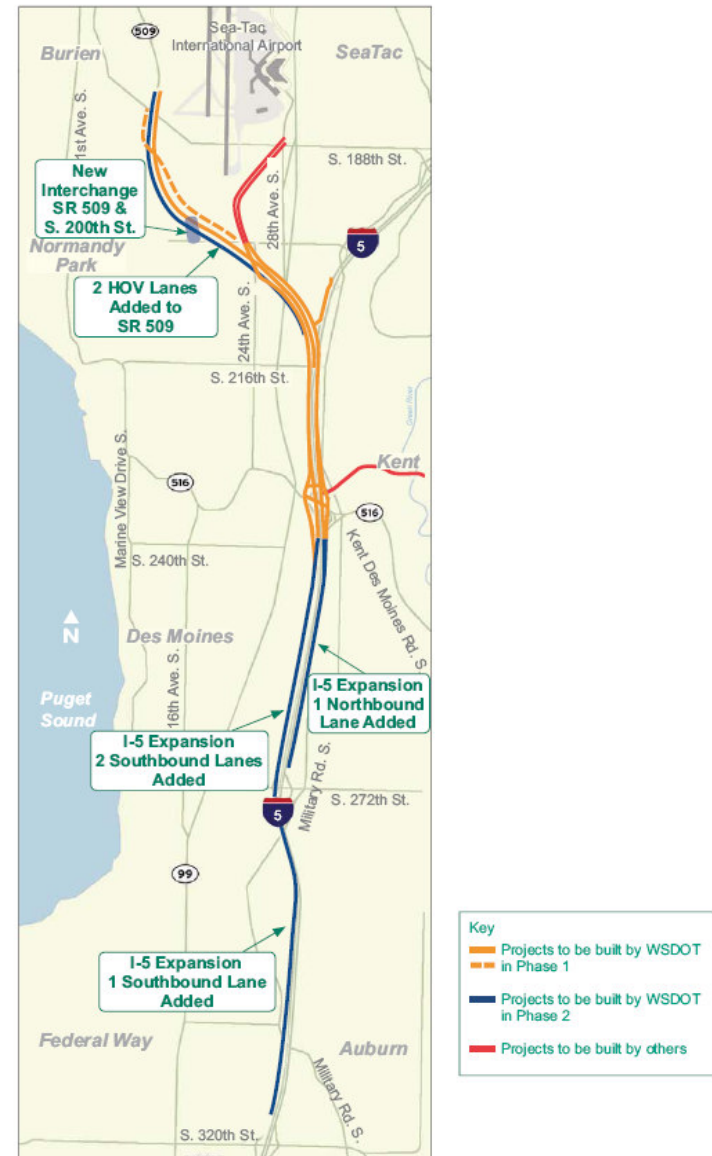 509
Sea-Tac
International Airport
Burien
SeaTac
1st Ave. S.
S. 188th St.
New
Interchange
SR 509 &
S. 200th St.
28th Ave. S.
5
Normandy
Park
2 HOV Lanes
Added to
SR 509
24th Ave. S.
S. 216th St.
Green River
Marine View Drive S.
Kent
516
516
S. 240th St.
Kent Des Moines Rd. S
N
Des Moines
16th Ave. S.
Puget
Sound
I-5 Expansion
1 Northbound
Lane Added
I-5 Expansion
2 Southbound Lanes
Added
Military Rd. S.
S. 272th St.
5
99
I-5 Expansion
1 Southbound Lane
Added
Federal Way
Auburn
Military Rd. S.
S. 320th St.
Key
Projects to be built by WSDOT
in Phase 1
Projects to be built by WSDOT
in Phase 2
Projects to be built by others